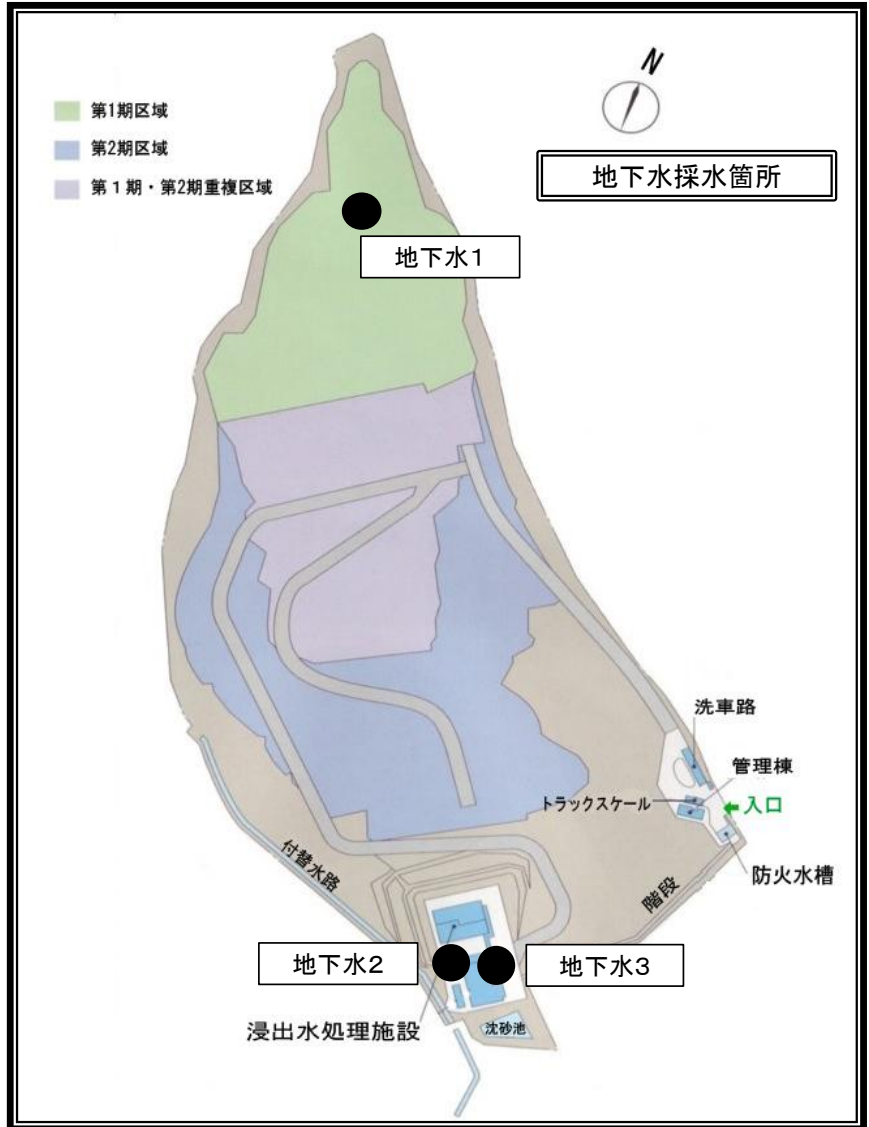 N
第1期区域
第2期区域
第1期・第2期重複区域
地下水採水箇所
地下水1
洗車路
管理棟
トラックスケール
入口
防火水槽
付替水路
階段
地下水2
地下水3
浸出水処理施設
沈砂池